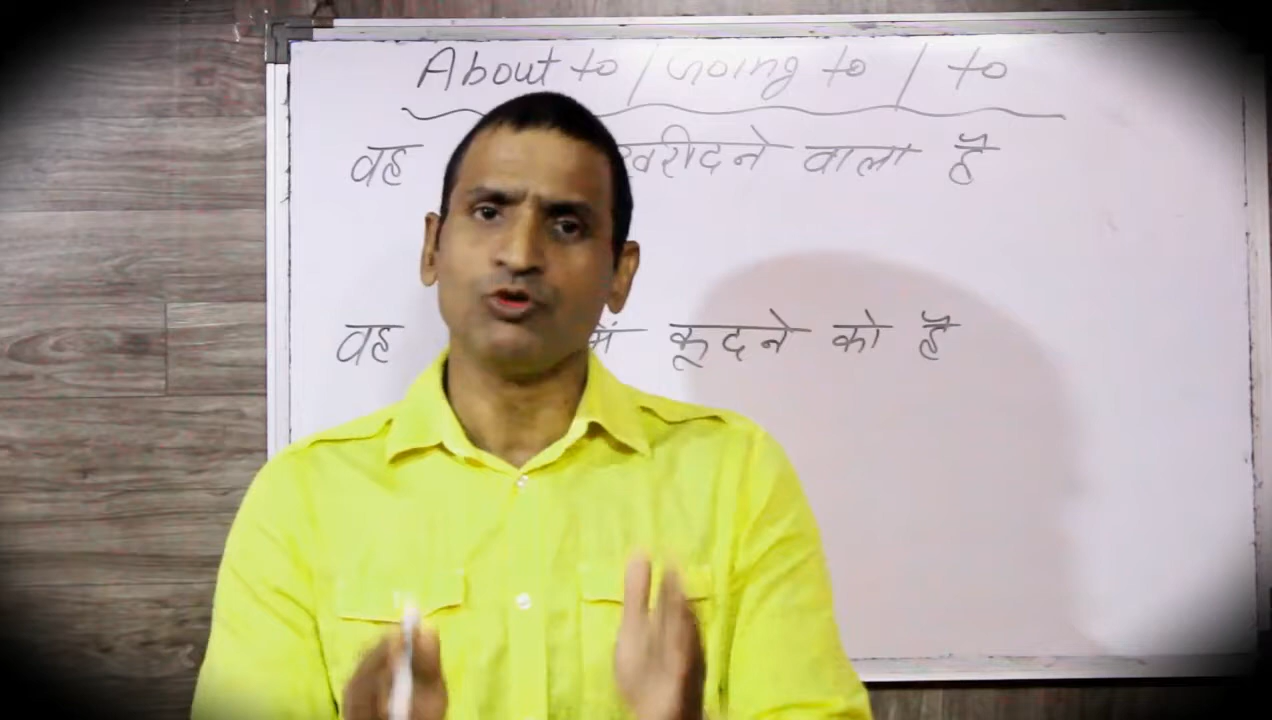 About to / Going to / to
वह खरीदने वाला है
वह में कूदने को है